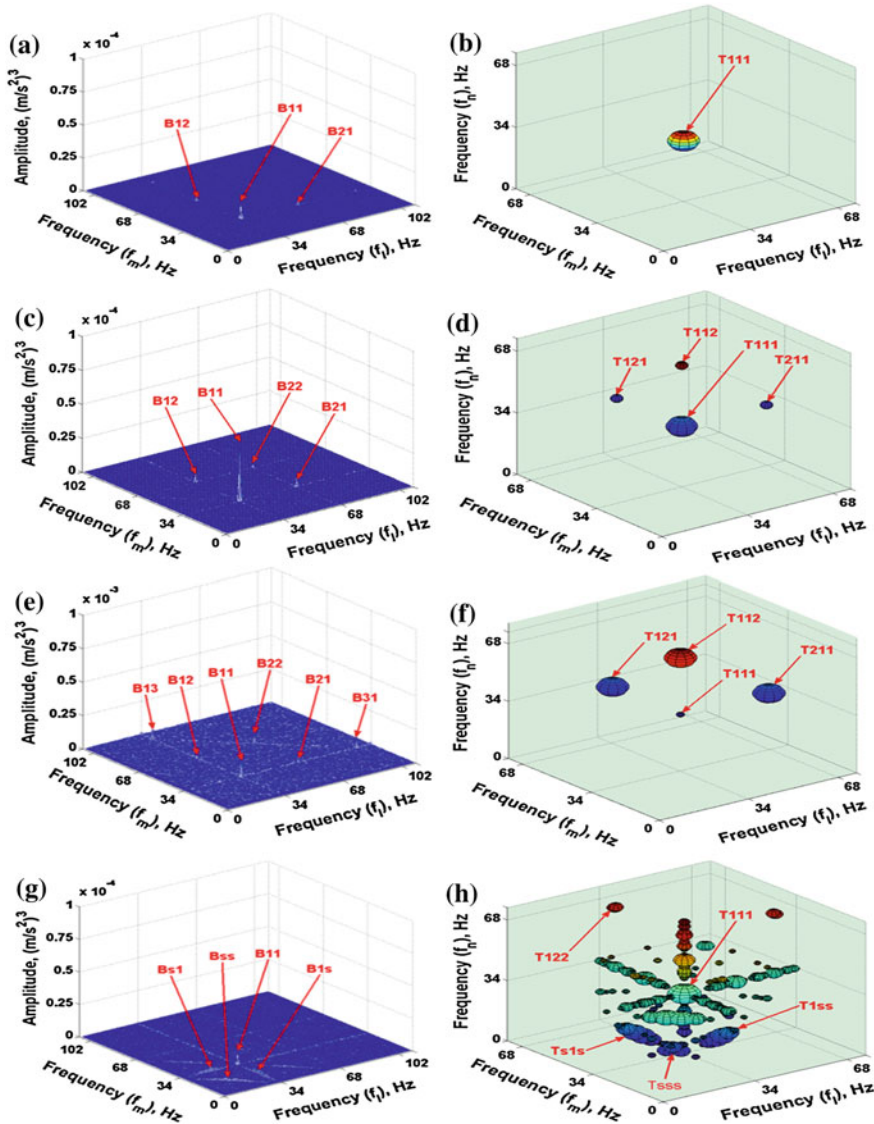 (a)
x 10⁻⁴
Amplitude, (m/s²)³
1
0.75
0.5
0.25
0
B12
B11
B21
102
68
34
0
Frequency (fₘ), Hz
0
34
68
102
Frequency (fₗ), Hz
(b)
Frequency (fₙ), Hz
68
34
0
T111
68
34
0
Frequency (fₘ), Hz
0
34
68
Frequency (fₗ), Hz
(c)
x 10⁻⁴
Amplitude, (m/s²)³
1
0.75
0.5
0.25
0
B12
B11
B22
B21
102
68
34
0
Frequency (fₘ), Hz
0
34
68
102
Frequency (fₗ), Hz
(d)
Frequency (fₙ), Hz
68
34
0
T121
T112
T111
T211
68
34
0
Frequency (fₘ), Hz
0
34
68
Frequency (fₗ), Hz
(e)
x 10⁻³
Amplitude, (m/s²)³
1
0.75
0.5
0.25
0
B13
B12
B11
B22
B21
B31
102
68
34
0
Frequency (fₘ), Hz
0
34
68
102
Frequency (fₗ), Hz
(f)
Frequency (fₙ), Hz
68
34
0
T121
T112
T111
T211
68
34
0
Frequency (fₘ), Hz
0
34
68
Frequency (fₗ), Hz
(g)
x 10⁻⁴
Amplitude, (m/s²)³
1
0.75
0.5
0.25
0
Bs1
Bss
B11
B1s
102
68
34
0
Frequency (fₘ), Hz
0
34
68
102
Frequency (fₗ), Hz
(h)
Frequency (fₙ), Hz
68
34
0
T122
T111
Ts1s
Tsss
T1ss
68
34
0
Frequency (fₘ), Hz
0
34
68
Frequency (fₗ), Hz